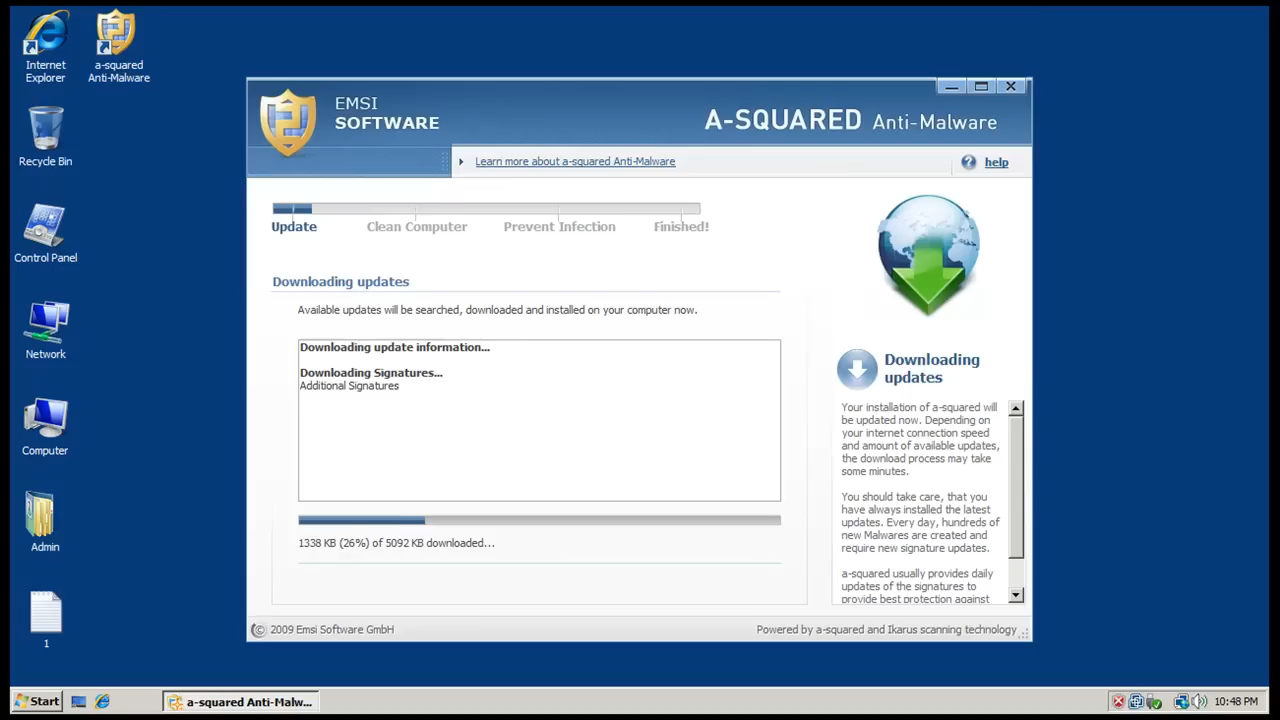 Internet
Explorer
a-squared
Anti-Malware
Recycle Bin
Control Panel
Network
Computer
Admin
1
EMSI
SOFTWARE
A-SQUARED Anti-Malware
Learn more about a-squared Anti-Malware
help
Update
Clean Computer
Prevent Infection
Finished!
Downloading updates
Available updates will be searched, downloaded and installed on your computer now.
Downloading update information...
Downloading Signatures...
Additional Signatures
1338 KB (26%) of 5092 KB downloaded...
Downloading
updates
Your installation of a-squared will
be updated now. Depending on
your internet connection speed
and amount of available updates,
the download process may take
some minutes.
You should take care, that you
have always installed the latest
updates. Every day, hundreds of
new Malwares are created and
require new signature updates.
a-squared usually provides daily
updates of the signatures to
provide best protection against
© 2009 Emsi Software GmbH
Powered by a-squared and Ikarus scanning technology
Start
a-squared Anti-Malw...
10:48 PM